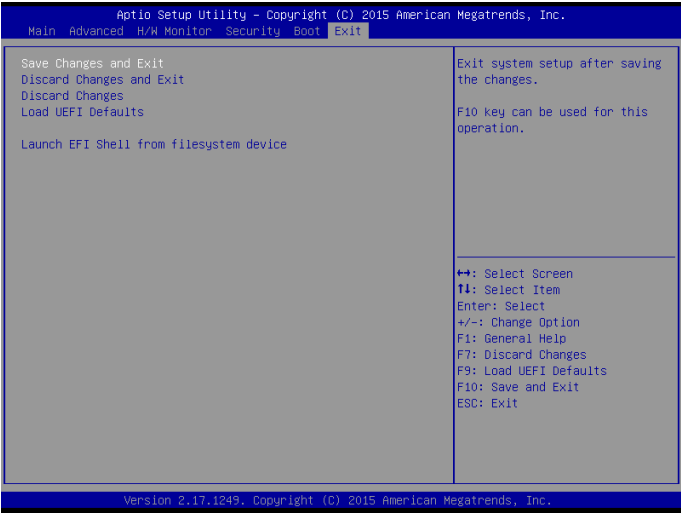 Aptio Setup Utility – Copyright (C) 2015 American Megatrends, Inc.
Main Advanced H/W Monitor Security Boot Exit
Save Changes and Exit
Discard Changes and Exit
Discard Changes
Load UEFI Defaults
Launch EFI Shell from filesystem device
Exit system setup after saving
the changes.
F10 key can be used for this
operation.
↔: Select Screen
↑↓: Select Item
Enter: Select
+/-: Change Option
F1: General Help
F7: Discard Changes
F9: Load UEFI Defaults
F10: Save and Exit
ESC: Exit
Version 2.17.1249. Copyright (C) 2015 American Megatrends, Inc.